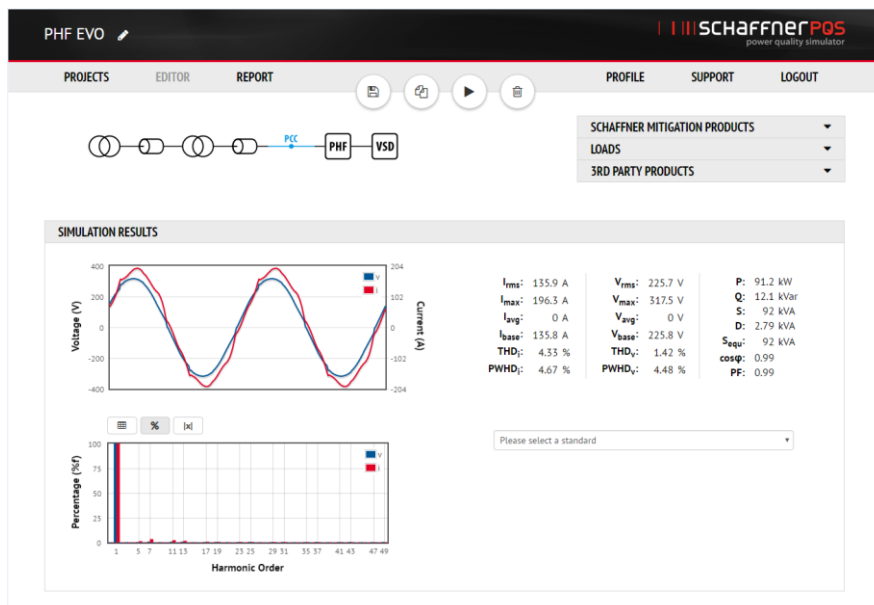 PHF EVO
SCHaFFneR PQS
power quality simulator
PROJECTS EDITOR REPORT PROFILE SUPPORT LOGOUT
PCC
PHF VSD
SCHAFFNER MITIGATION PRODUCTS
LOADS
3RD PARTY PRODUCTS
SIMULATION RESULTS
Voltage (V)
400
200
0
-200
-400
v
i
204
102
0
-102
-204
Current (A)
Irms: 135.9 A Vrms: 225.7 V P: 91.2 kW
Imax: 196.3 A Vmax: 317.5 V Q: 12.1 kVar
Iavg: 0 A Vavg: 0 V S: 92 kVA
Ibase: 135.8 A Vbase: 225.8 V D: 2.79 kVA
THDi: 4.33 % THDv: 1.42 % Sequ: 92 kVA
PWHDi: 4.67 % PWHDv: 4.48 % cosφ: 0.99
PF: 0.99
% |x|
Please select a standard
Percentage (%f)
100
75
50
25
0
v
i
1 5 7 11 13 17 19 23 25 29 31 35 37 41 43 47 49
Harmonic Order